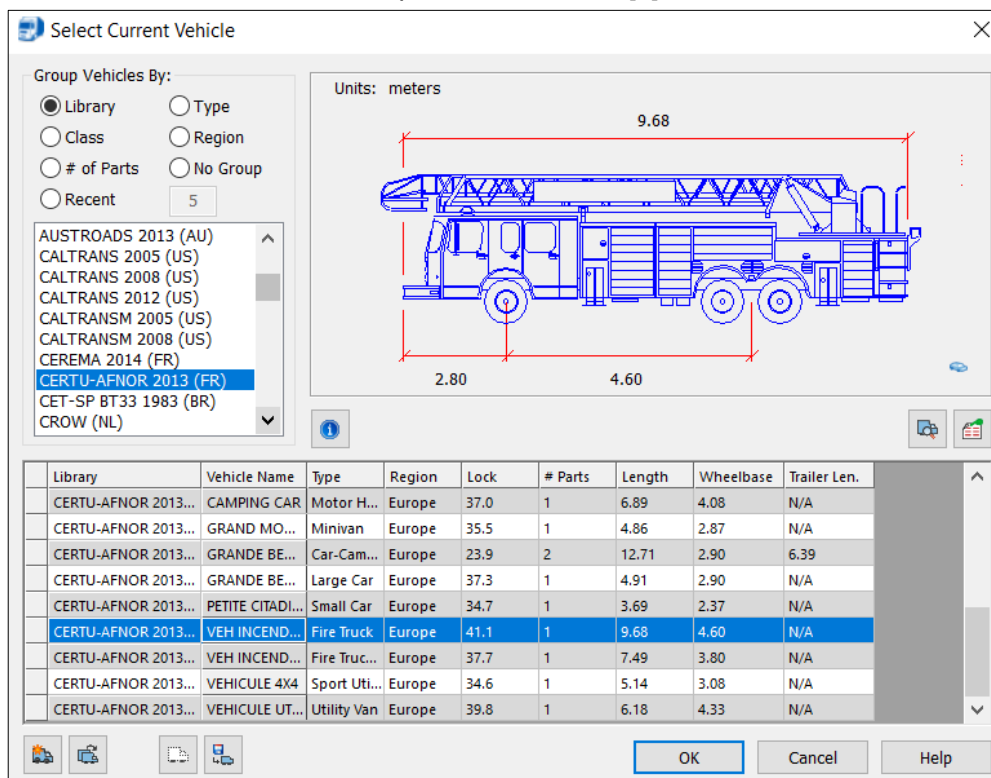 Select Current Vehicle
Group Vehicles By:
Library
Type
Class
Region
# of Parts
No Group
Recent
5
AUSTROADS 2013 (AU)
CALTRANS 2005 (US)
CALTRANS 2008 (US)
CALTRANS 2012 (US)
CALTRANSM 2005 (US)
CALTRANSM 2008 (US)
CEREMA 2014 (FR)
CERTU-AFNOR 2013 (FR)
CET-SP BT33 1983 (BR)
CROW (NL)
Units: meters
9.68
2.80 4.60
Library Vehicle Name Type Region Lock # Parts Length Wheelbase Trailer Len.
CERTU-AFNOR 2013... CAMPING CAR Motor H... Europe 37.0 1 6.89 4.08 N/A
CERTU-AFNOR 2013... GRAND MO... Minivan Europe 35.5 1 4.86 2.87 N/A
CERTU-AFNOR 2013... GRANDE BE... Car-Cam... Europe 23.9 2 12.71 2.90 6.39
CERTU-AFNOR 2013... GRANDE BE... Large Car Europe 37.3 1 4.91 2.90 N/A
CERTU-AFNOR 2013... PETITE CITADI... Small Car Europe 34.7 1 3.69 2.37 N/A
CERTU-AFNOR 2013... VEH INCEND... Fire Truck Europe 41.1 1 9.68 4.60 N/A
CERTU-AFNOR 2013... VEH INCEND... Fire Truc... Europe 37.7 1 7.49 3.80 N/A
CERTU-AFNOR 2013... VEHICULE 4X4 Sport Uti... Europe 34.6 1 5.14 3.08 N/A
CERTU-AFNOR 2013... VEHICULE UT... Utility Van Europe 39.8 1 6.18 4.33 N/A
OK Cancel Help